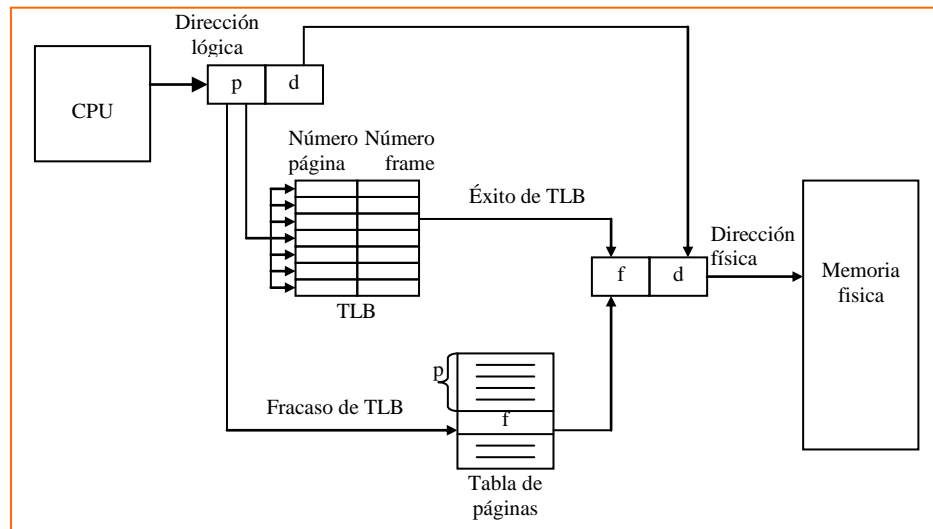 Dirección
lógica
p d
CPU
Número Número
página frame
Éxito de TLB
Dirección
física
f d
Memoria
fisica
TLB
p
Fracaso de TLB
f
Tabla de
páginas